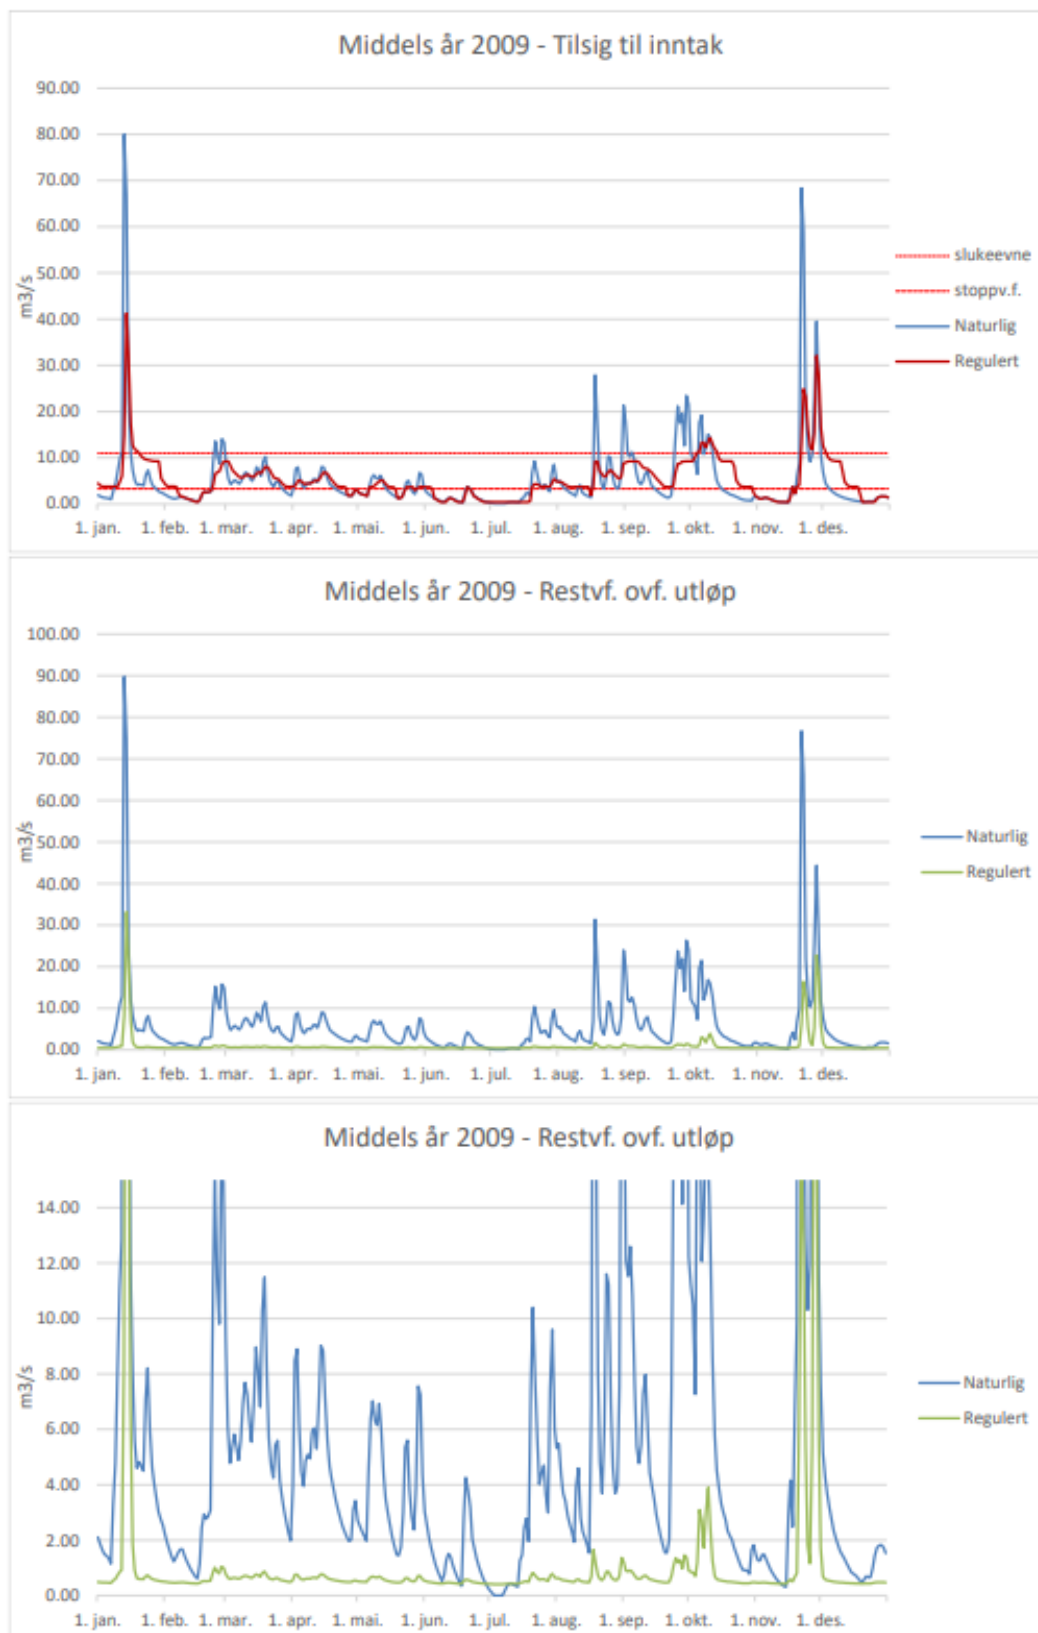 Middels år 2009 - Tilsig til inntak
90.00
80.00
70.00
60.00
50.00
40.00
30.00
20.00
10.00
0.00
m3/s
1. jan. 1. feb. 1. mar. 1. apr. 1. mai. 1. jun. 1. jul. 1. aug. 1. sep. 1. okt. 1. nov. 1. des.
slukeevne
stoppv.f.
Naturlig
Regulert
Middels år 2009 - Restvf. ovf. utløp
100.00
90.00
80.00
70.00
60.00
50.00
40.00
30.00
20.00
10.00
0.00
m3/s
1. jan. 1. feb. 1. mar. 1. apr. 1. mai. 1. jun. 1. jul. 1. aug. 1. sep. 1. okt. 1. nov. 1. des.
Naturlig
Regulert
Middels år 2009 - Restvf. ovf. utløp
14.00
12.00
10.00
8.00
6.00
4.00
2.00
0.00
m3/s
1. jan. 1. feb. 1. mar. 1. apr. 1. mai. 1. jun. 1. jul. 1. aug. 1. sep. 1. okt. 1. nov. 1. des.
Naturlig
Regulert